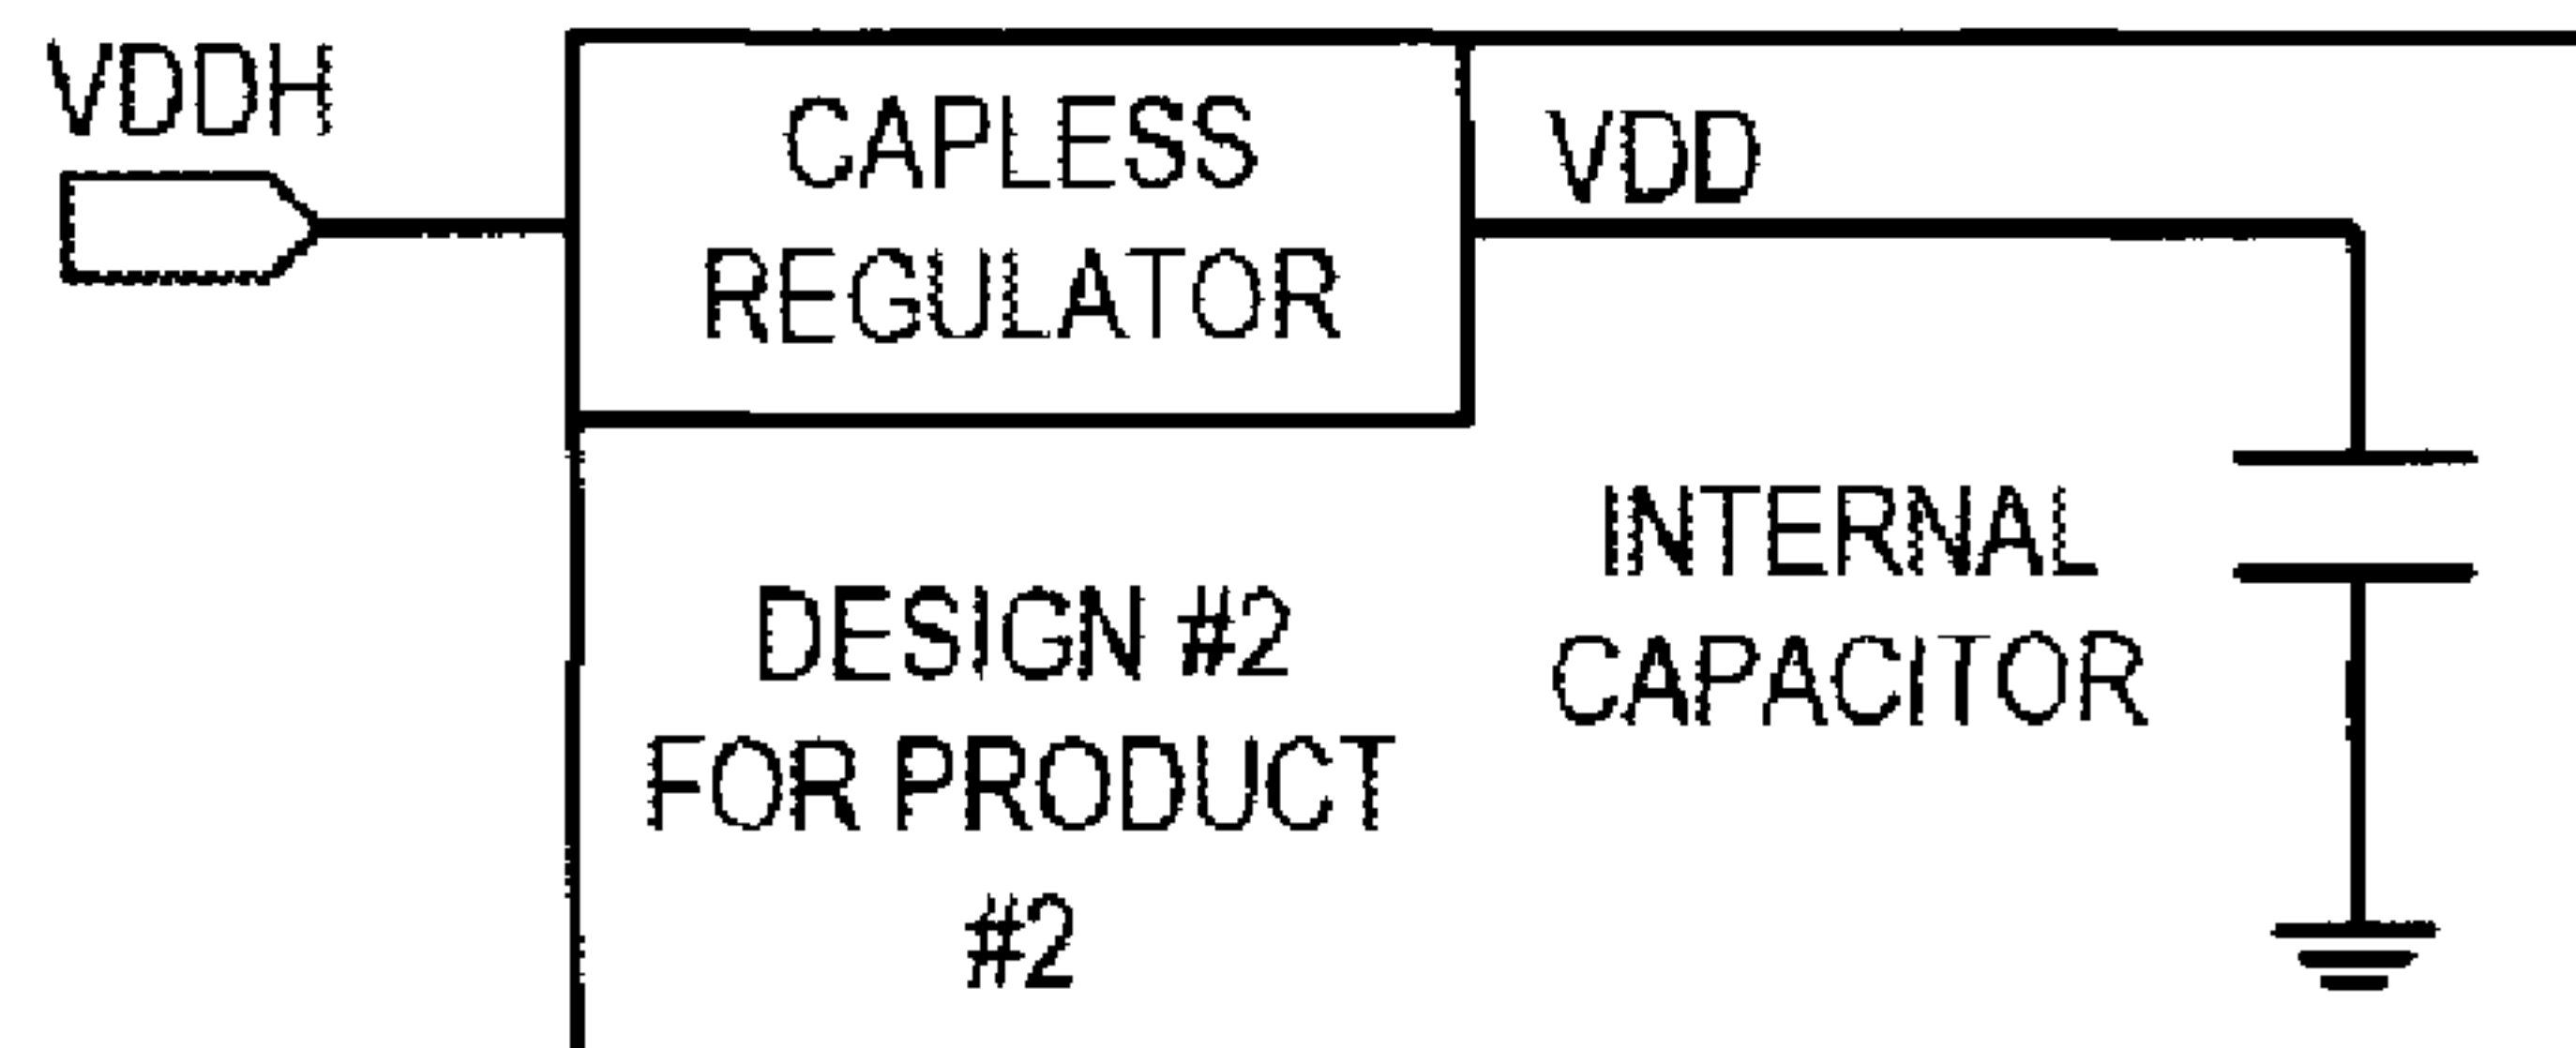 VDDH
CAPLESS
REGULATOR
VDD
INTERNAL
CAPACITOR
DESIGN #2
FOR PRODUCT
#2